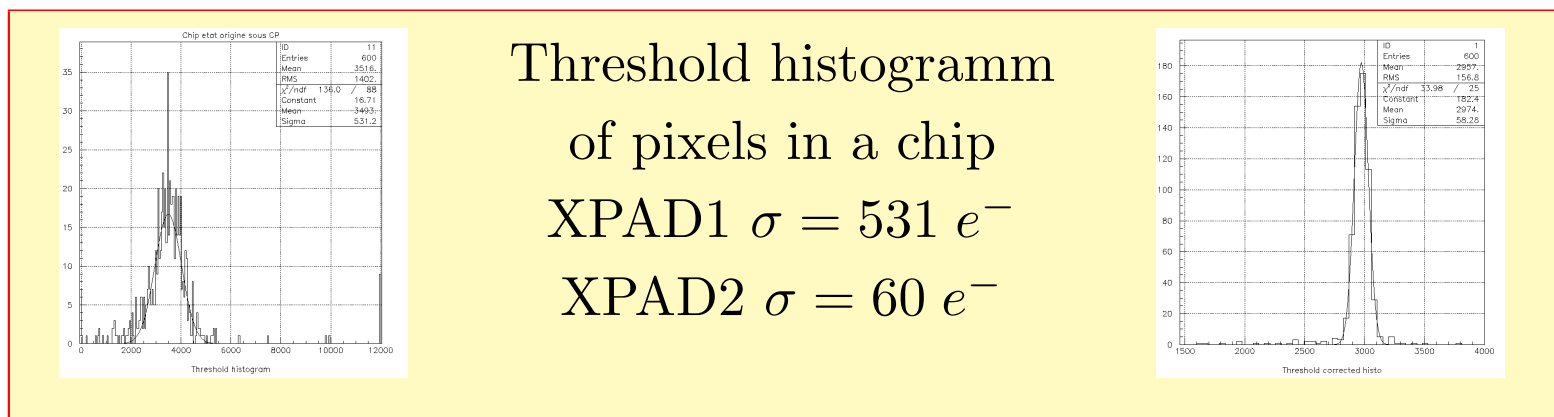 Chip etat origine sous CP
ID 11
Entries 600
Mean 3516.
RMS 1402.
χ²/ndf 136.0 / 88
Constant 16.71
Mean 3493.
Sigma 531.2
35
30
25
20
15
10
5
0
0 2000 4000 6000 8000 10000 12000
Threshold histogram
Threshold histogramm
of pixels in a chip
XPAD1 σ = 531 e⁻
XPAD2 σ = 60 e⁻
ID 1
Entries 600
Mean 2957.
RMS 156.8
χ²/ndf 33.98 / 25
Constant 182.4
Mean 2974.
Sigma 58.28
180
160
140
120
100
80
60
40
20
0
1500 2000 2500 3000 3500 4000
Threshold corrected histo